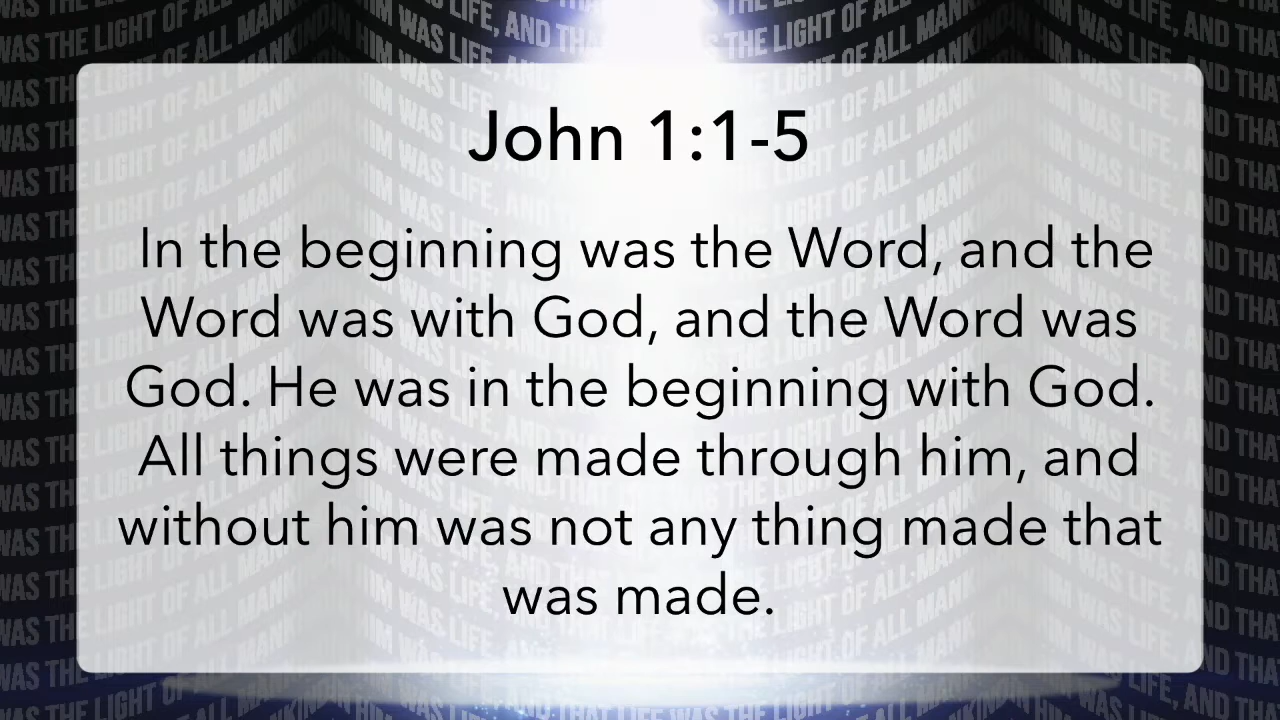 John 1:1-5
In the beginning was the Word, and the
Word was with God, and the Word was
God. He was in the beginning with God.
All things were made through him, and
without him was not any thing made that
was made.